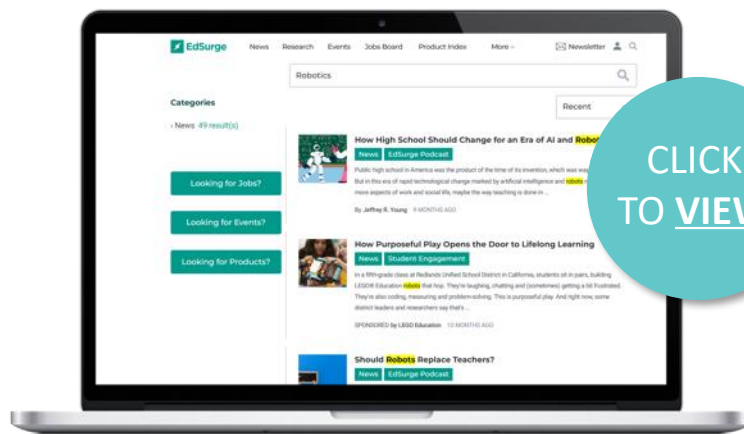 EdSurge
News Research Events Jobs Board Product Index More
Newsletter
Robotics
Categories
Recent
› News 49 result(s)
Looking for Jobs?
Looking for Events?
Looking for Products?
How High School Should Change for an Era of AI and
News EdSurge Podcast
Public high school in America was the product of the time of its invention, which was
But in this era of rapid technological change marked by artificial intelligence and robots
more aspects of work and social life, maybe the way teaching is done in ...
By Jeffrey R. Young 9 MONTHS AGO
How Purposeful Play Opens the Door to Lifelong Learning
News Student Engagement
In a fifth-grade class at Redlands Unified School District in California, students sit in pairs, building
LEGO® Education robots that hop. They're laughing, chatting and (sometimes) getting a bit frustrated.
They're also coding, measuring and problem-solving. This is purposeful play. And right now, some
district leaders and researchers say that's ...
SPONSORED by LEGO Education 10 MONTHS AGO
Should Robots Replace Teachers?
News EdSurge Podcast
CLICK
TO VIEW